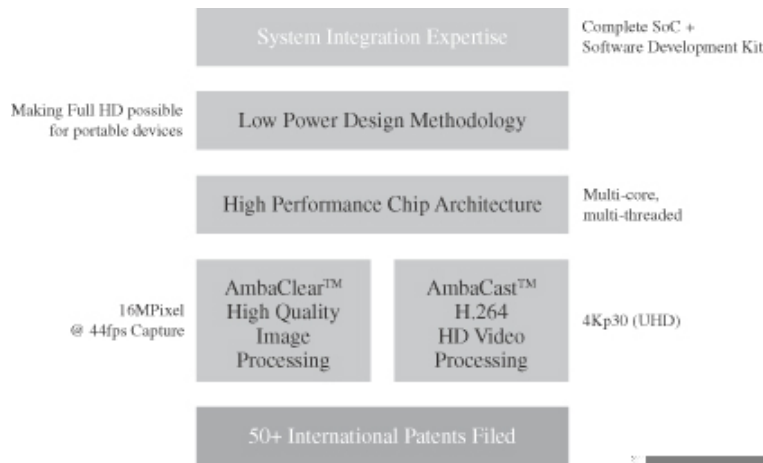 System Integration Expertise
Complete SoC +
Software Development Kit
Making Full HD possible
for portable devices
Low Power Design Methodology
High Performance Chip Architecture
Multi-core,
multi-threaded
16MPixel
@ 44fps Capture
AmbaClear™
High Quality
Image
Processing
AmbaCast™
H.264
HD Video
Processing
4Kp30 (UHD)
50+ International Patents Filed